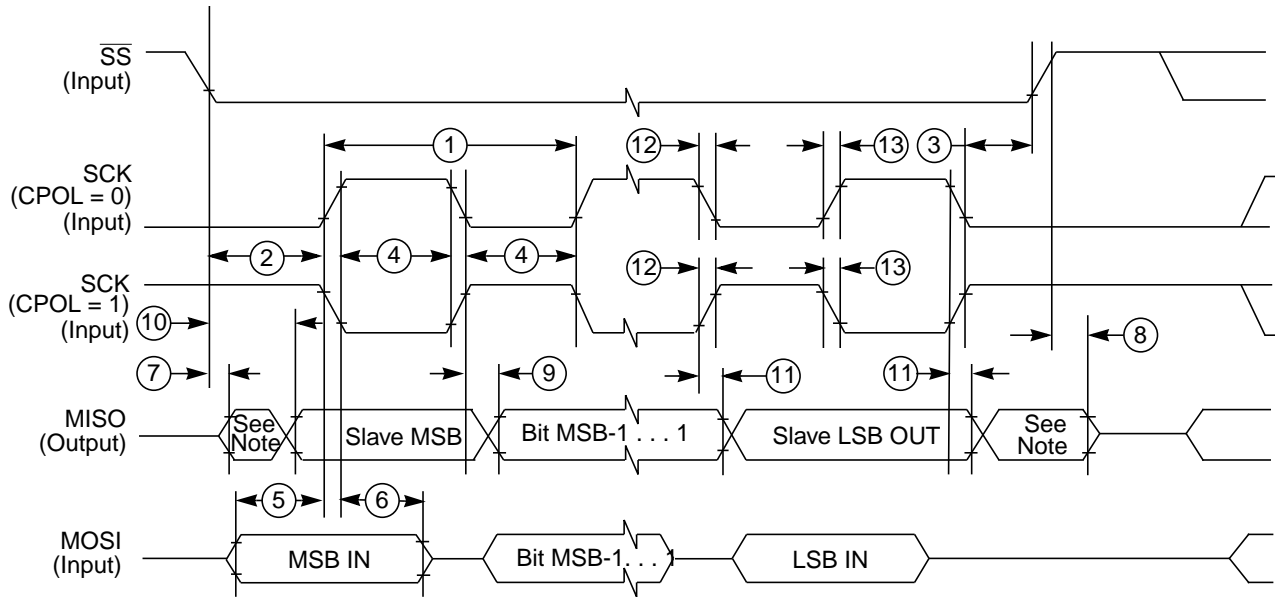 SS
(Input)
1
12
13
3
SCK
(CPOL = 0)
(Input)
2
4
4
12
13
SCK
(CPOL = 1)
(Input)
10
8
7
9
11
11
MISO
(Output)
See
Note
Slave MSB
Bit MSB-1 . . . 1
Slave LSB OUT
See
Note
5
6
MOSI
(Input)
MSB IN
Bit MSB-1. . . 1
LSB IN